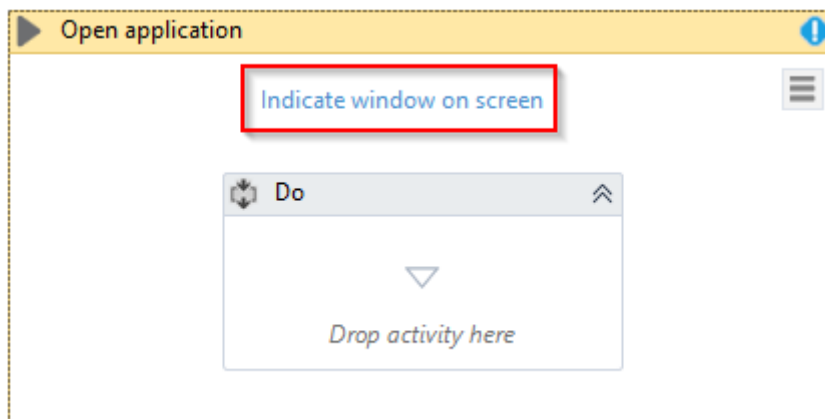 Open application
Indicate window on screen
Do
Drop activity here